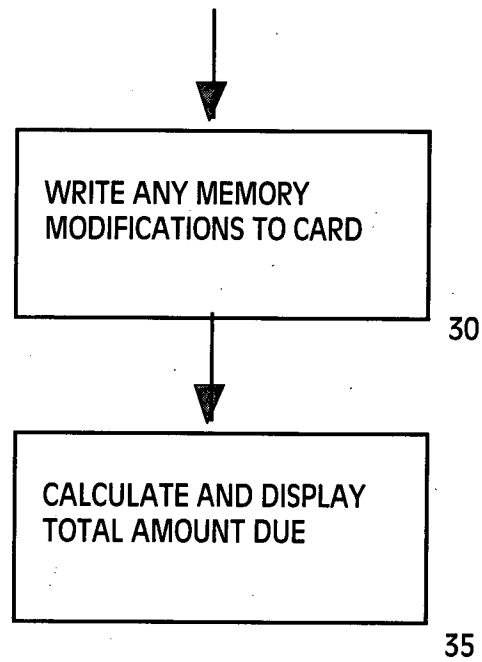 WRITE ANY MEMORY
MODIFICATIONS TO CARD
30
CALCULATE AND DISPLAY
TOTAL AMOUNT DUE
35